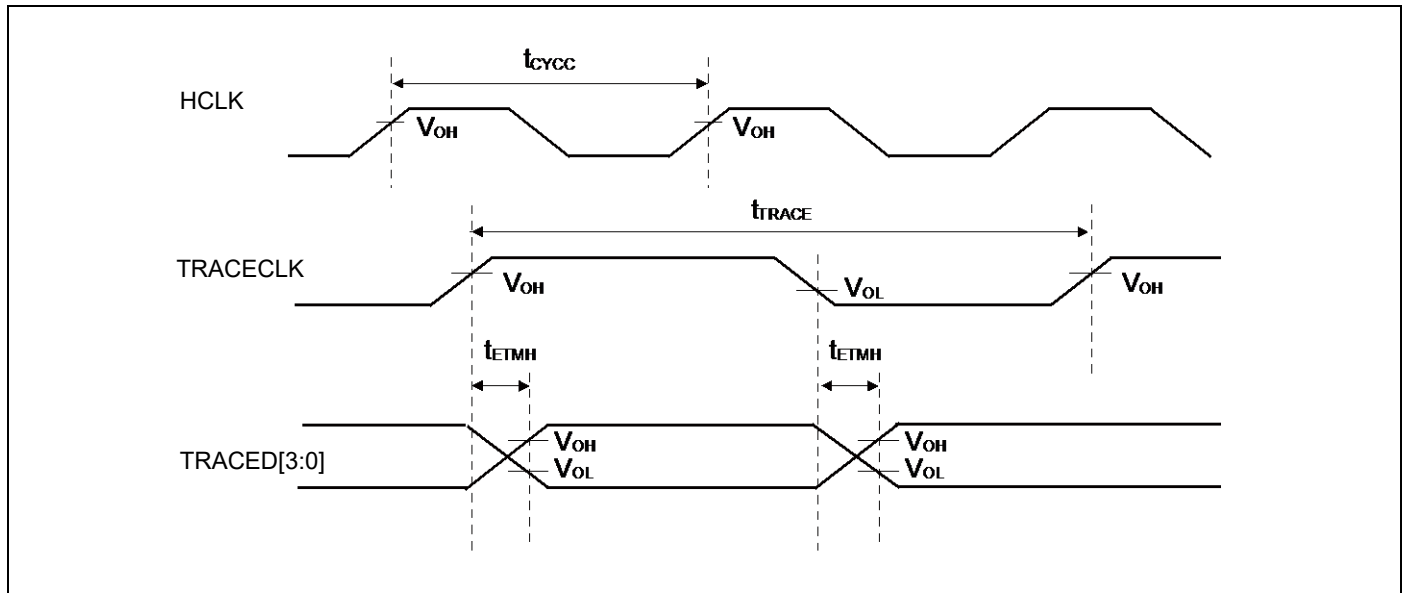 tCYCC
HCLK
VOH VOH
tTRACE
TRACECLK
VOH VOL VOH
tETMH tETMH
TRACED[3:0]
VOH VOH
VOL VOL